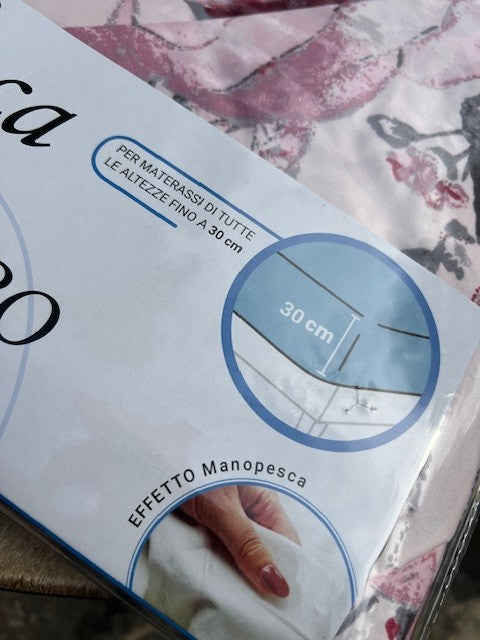 PER MATERASSI DI TUTTE
LE ALTEZZE FINO A 30 cm
30 cm
EFFETTO Manopesca